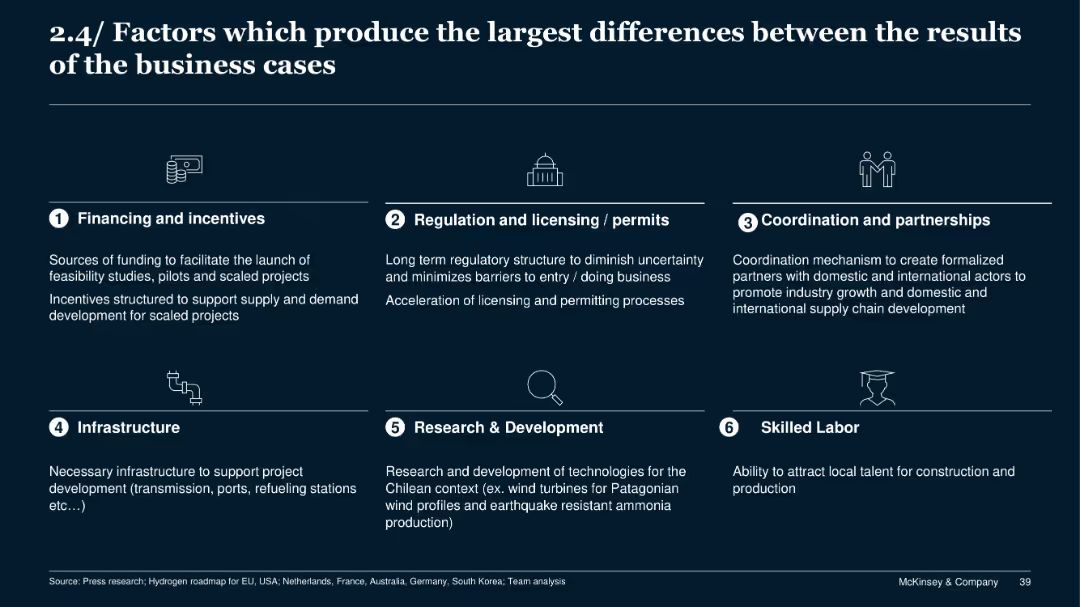 2.4/ Factors which produce the largest differences between the results
of the business cases
1 Financing and incentives
Sources of funding to facilitate the launch of
feasibility studies, pilots and scaled projects
Incentives structured to support supply and demand
development for scaled projects
2 Regulation and licensing / permits
Long term regulatory structure to diminish uncertainty
and minimizes barriers to entry / doing business
Acceleration of licensing and permitting processes
3 Coordination and partnerships
Coordination mechanism to create formalized
partners with domestic and international actors to
promote industry growth and domestic and
international supply chain development
4 Infrastructure
Necessary infrastructure to support project
development (transmission, ports, refueling stations
etc…)
5 Research & Development
Research and development of technologies for the
Chilean context (ex. wind turbines for Patagonian
wind profiles and earthquake resistant ammonia
production)
6 Skilled Labor
Ability to attract local talent for construction and
production
Source: Press research; Hydrogen roadmap for EU, USA; Netherlands, France, Australia, Germany, South Korea; Team analysis
McKinsey & Company 39